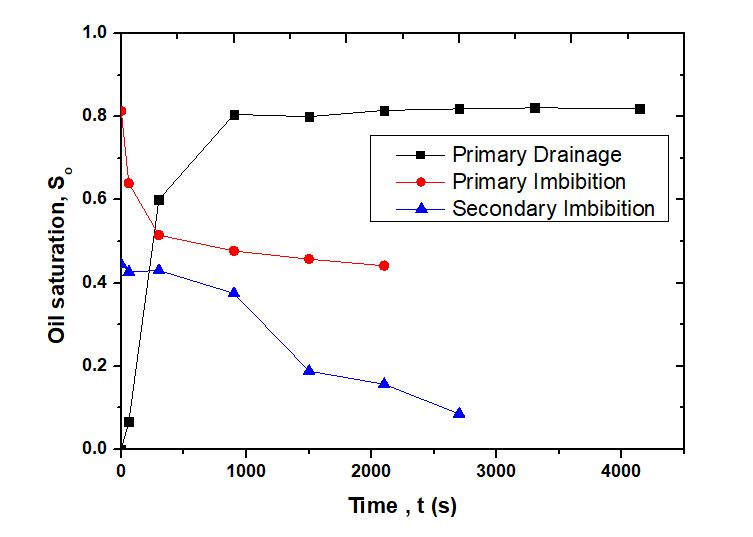 1.0
0.8
0.6
0.4
0.2
0.0
Oil saturation, So
Primary Drainage
Primary Imbibition
Secondary Imbibition
0 1000 2000 3000 4000
Time , t (s)